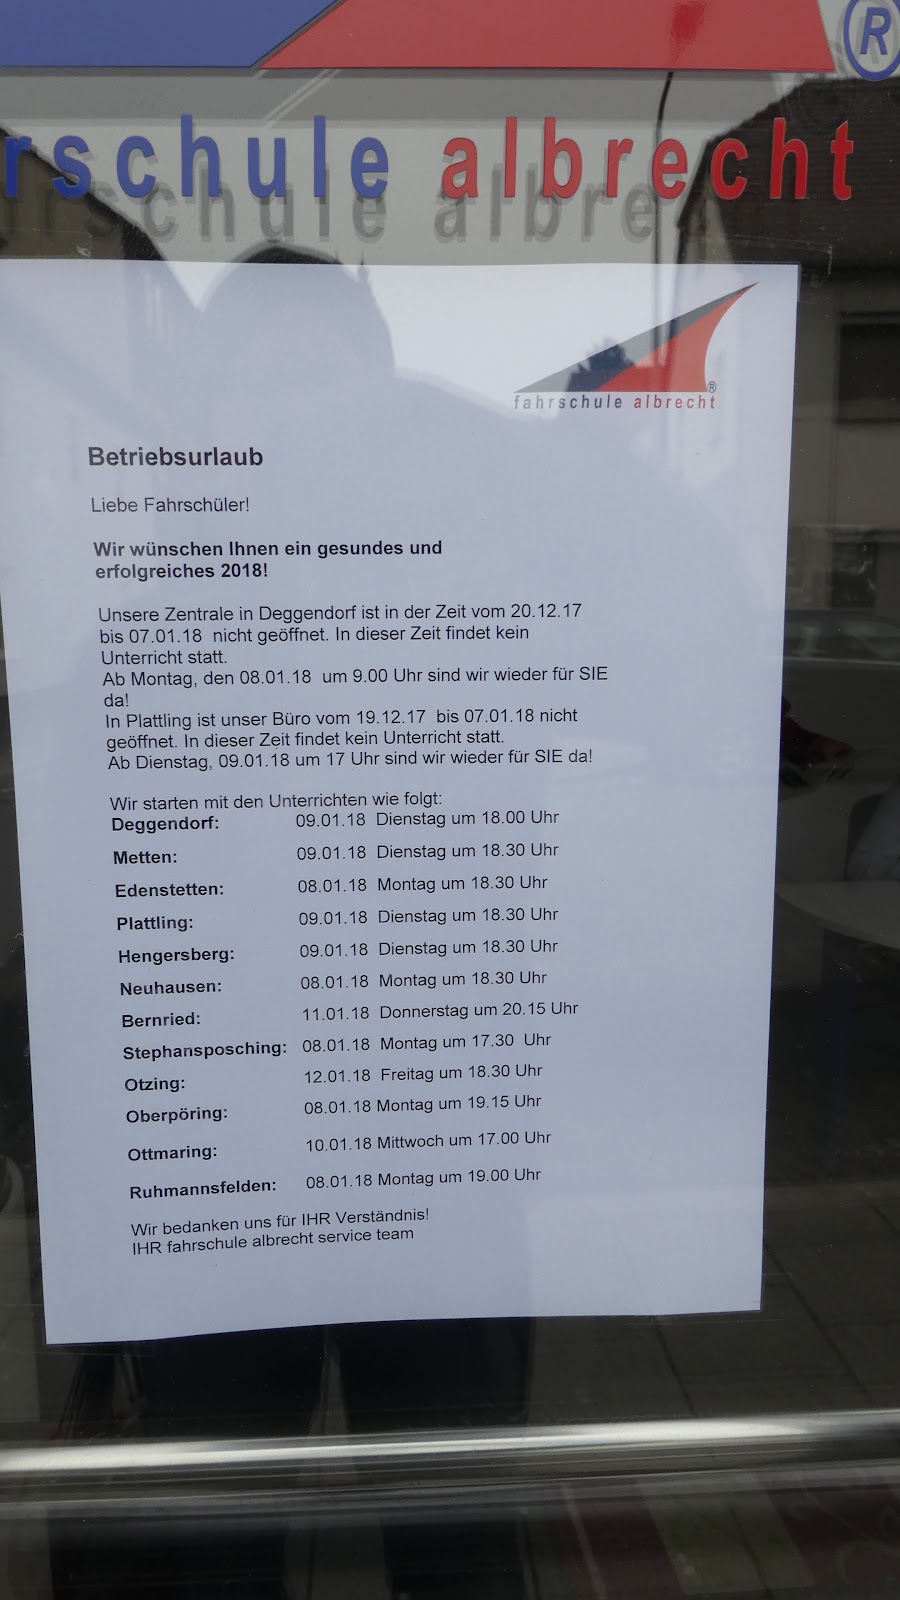 ®
rschule albrecht
fahrschule albrecht ®
Betriebsurlaub
Liebe Fahrschüler!
Wir wünschen Ihnen ein gesundes und
erfolgreiches 2018!
Unsere Zentrale in Deggendorf ist in der Zeit vom 20.12.17
bis 07.01.18 nicht geöffnet. In dieser Zeit findet kein
Unterricht statt.
Ab Montag, den 08.01.18 um 9.00 Uhr sind wir wieder für SIE
da!
In Plattling ist unser Büro vom 19.12.17 bis 07.01.18 nicht
geöffnet. In dieser Zeit findet kein Unterricht statt.
Ab Dienstag, 09.01.18 um 17 Uhr sind wir wieder für SIE da!
Wir starten mit den Unterrichten wie folgt:
Deggendorf: 09.01.18 Dienstag um 18.00 Uhr
Metten: 09.01.18 Dienstag um 18.30 Uhr
Edenstetten: 08.01.18 Montag um 18.30 Uhr
Plattling: 09.01.18 Dienstag um 18.30 Uhr
Hengersberg: 09.01.18 Dienstag um 18.30 Uhr
Neuhausen: 08.01.18 Montag um 18.30 Uhr
Bernried: 11.01.18 Donnerstag um 20.15 Uhr
Stephansposching: 08.01.18 Montag um 17.30 Uhr
Otzing: 12.01.18 Freitag um 18.30 Uhr
Oberpöring: 08.01.18 Montag um 19.15 Uhr
Ottmaring: 10.01.18 Mittwoch um 17.00 Uhr
Ruhmannsfelden: 08.01.18 Montag um 19.00 Uhr
Wir bedanken uns für IHR Verständnis!
IHR fahrschule albrecht service team